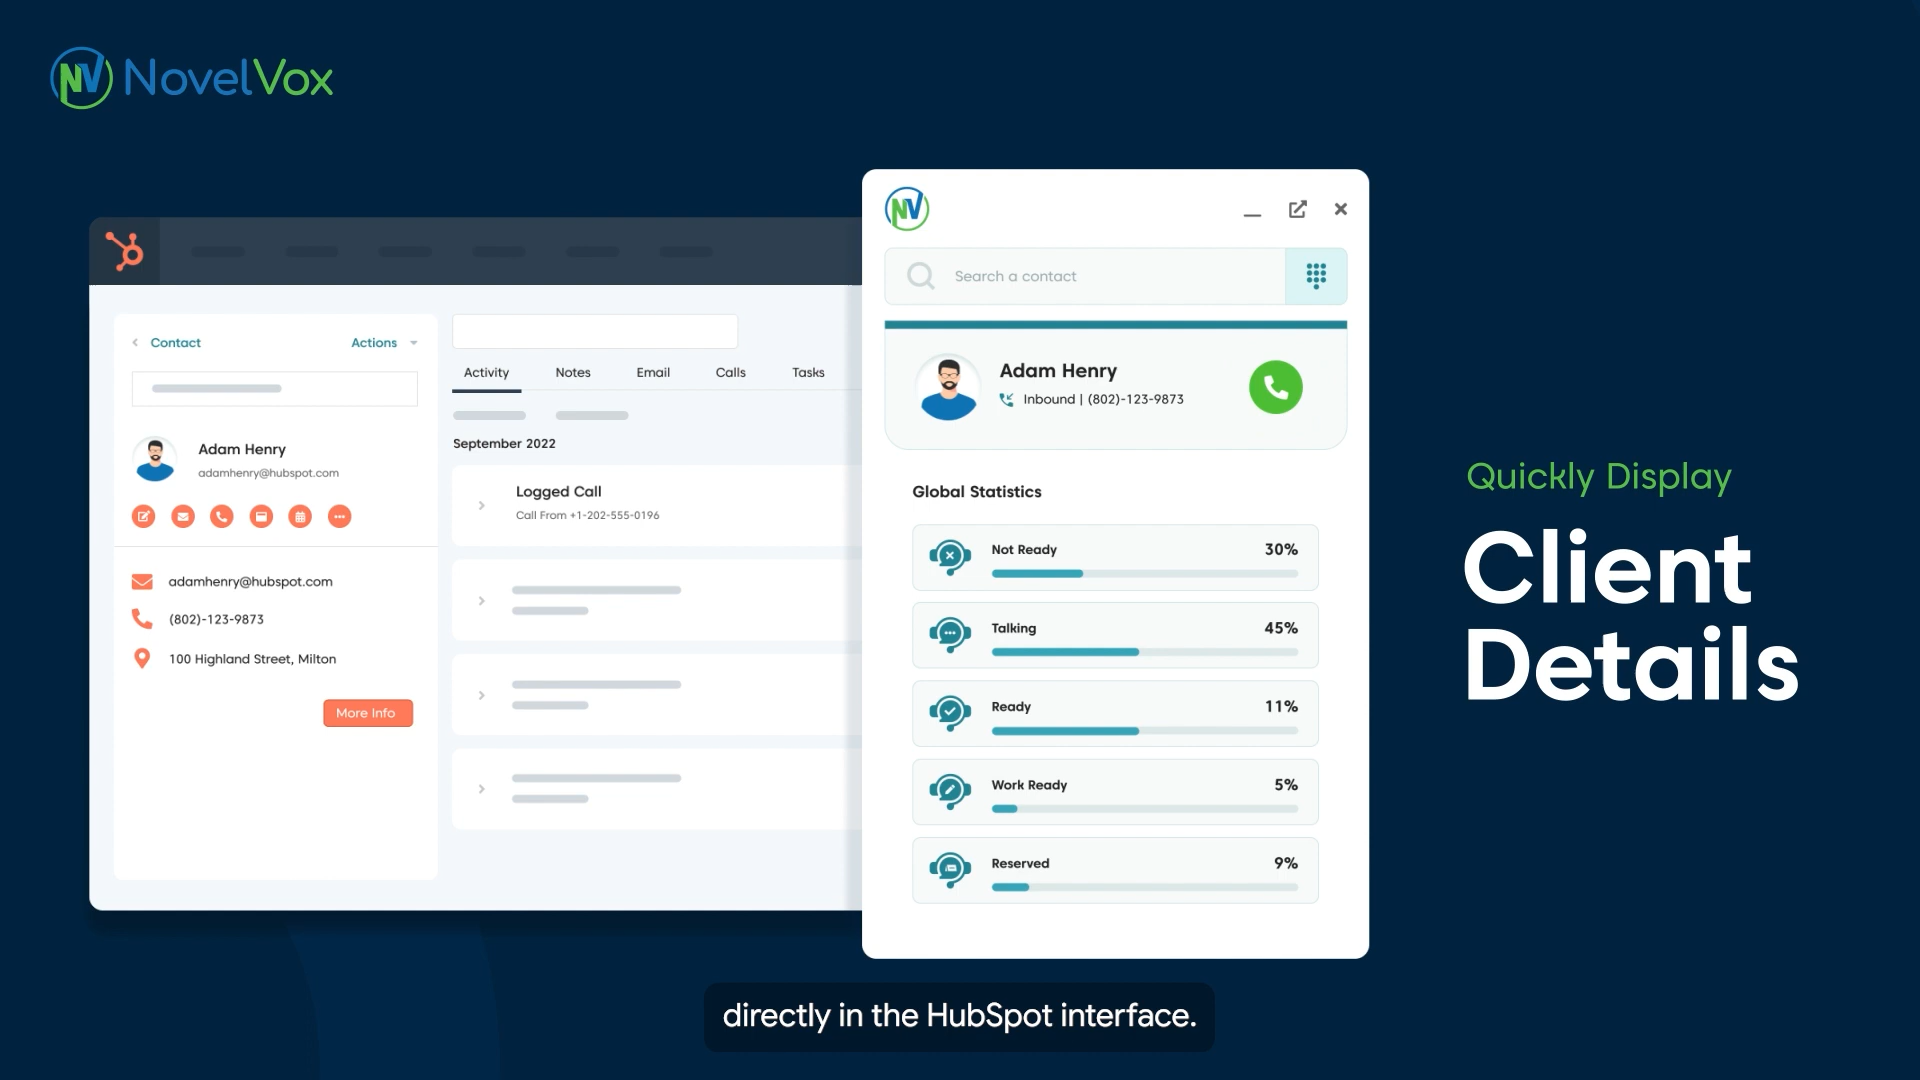 NovelVox
Contact
Actions
Adam Henry
adamhenry@hubspot.com
adamhenry@hubspot.com
(802)-123-9873
100 Highland Street, Milton
More Info
Activity Notes Email Calls Tasks
September 2022
Logged Call
Call From +1-202-555-0196
NV
Search a contact
Adam Henry
Inbound | (802)-123-9873
Global Statistics
Not Ready 30%
Talking 45%
Ready 11%
Work Ready 5%
Reserved 9%
Quickly Display
Client
Details
directly in the HubSpot interface.